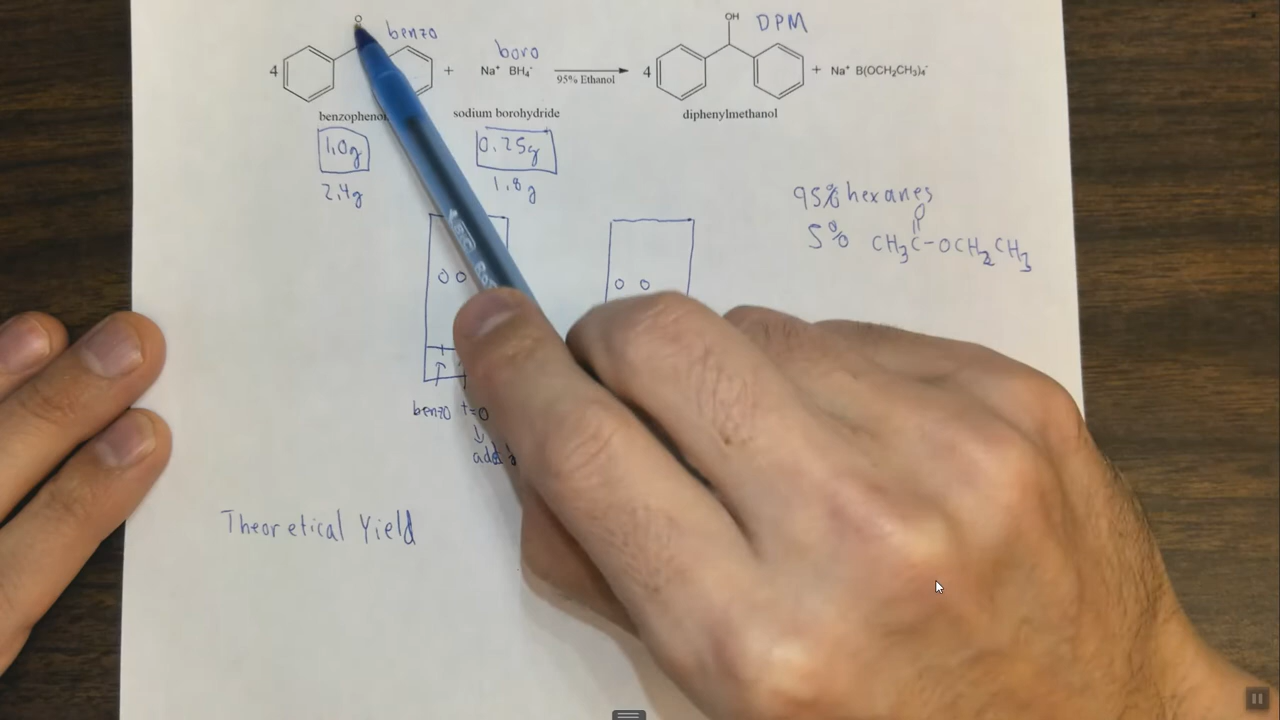 O
benzo
OH
DPM
boro
4
+
Na⁺ BH₄⁻
95% Ethanol
4
+ Na⁺ B(OCH₂CH₃)₄⁻
sodium borohydride
diphenylmethanol
1.0g
0.25g
2.4g
1.8g
95% hexanes
O
5% CH₃C-OCH₂CH₃
benzo t=0
Theoretical Yield